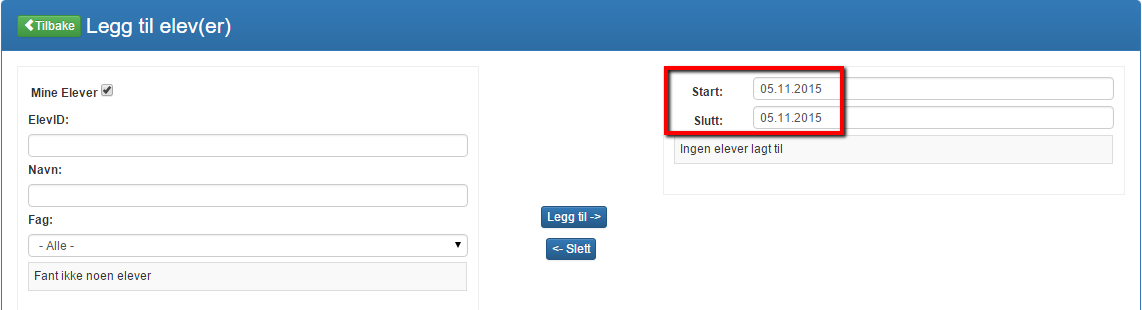 Tilbake Legg til elev(er)
Mine Elever
ElevID:
Navn:
Fag:
- Alle -
Fant ikke noen elever
Legg til ->
<- Slett
Start: 05.11.2015
Slutt: 05.11.2015
Ingen elever lagt til